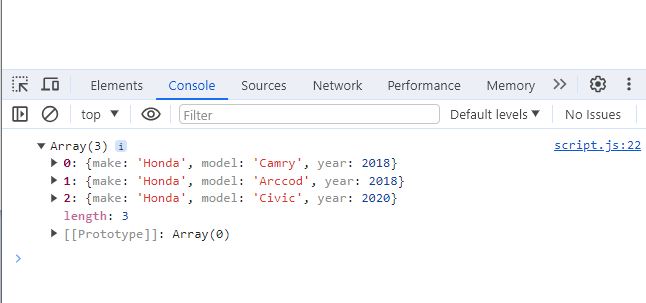 Elements Console Sources Network Performance Memory
top Filter Default levels No Issues
Array(3) i script.js:22
0: {make: 'Honda', model: 'Camry', year: 2018}
1: {make: 'Honda', model: 'Arccod', year: 2018}
2: {make: 'Honda', model: 'Civic', year: 2020}
length: 3
[[Prototype]]: Array(0)